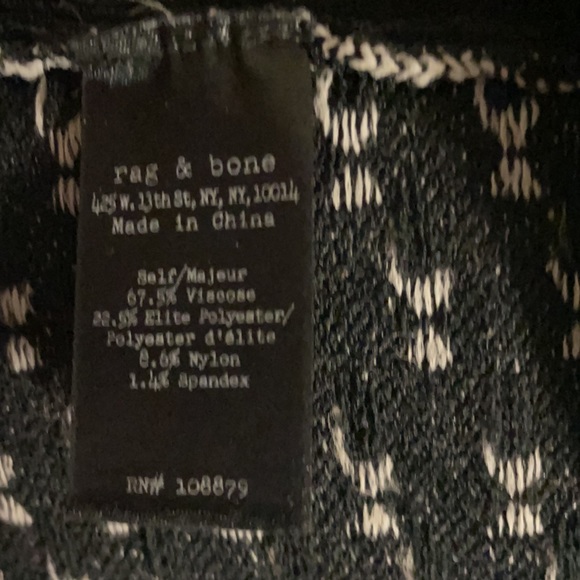 rag & bone
425 W. 13th St, NY, NY, 10014
Made in China
Self/Majeur
67.5% Viscose
22.5% Elite Polyester/
Polyester d'élite
8.6% Nylon
1.4% Spandex
RN# 108879